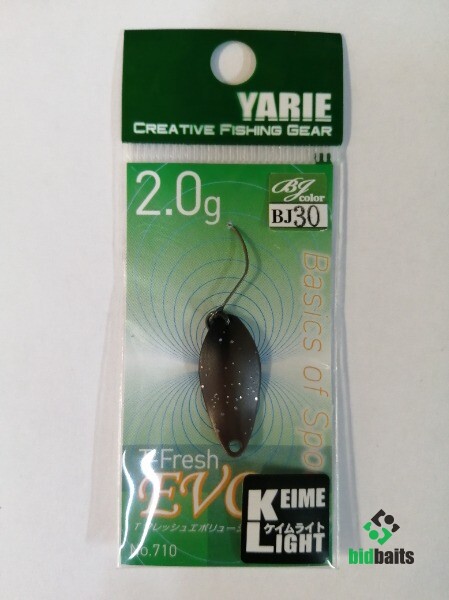 YARIE
CREATIVE FISHING GEAR
2.0g
BJ
color
BJ30
Basics of Spo
T-Fresh
EVO
KEIME
ケイムライト
LIGHT
No.710
bidbaits